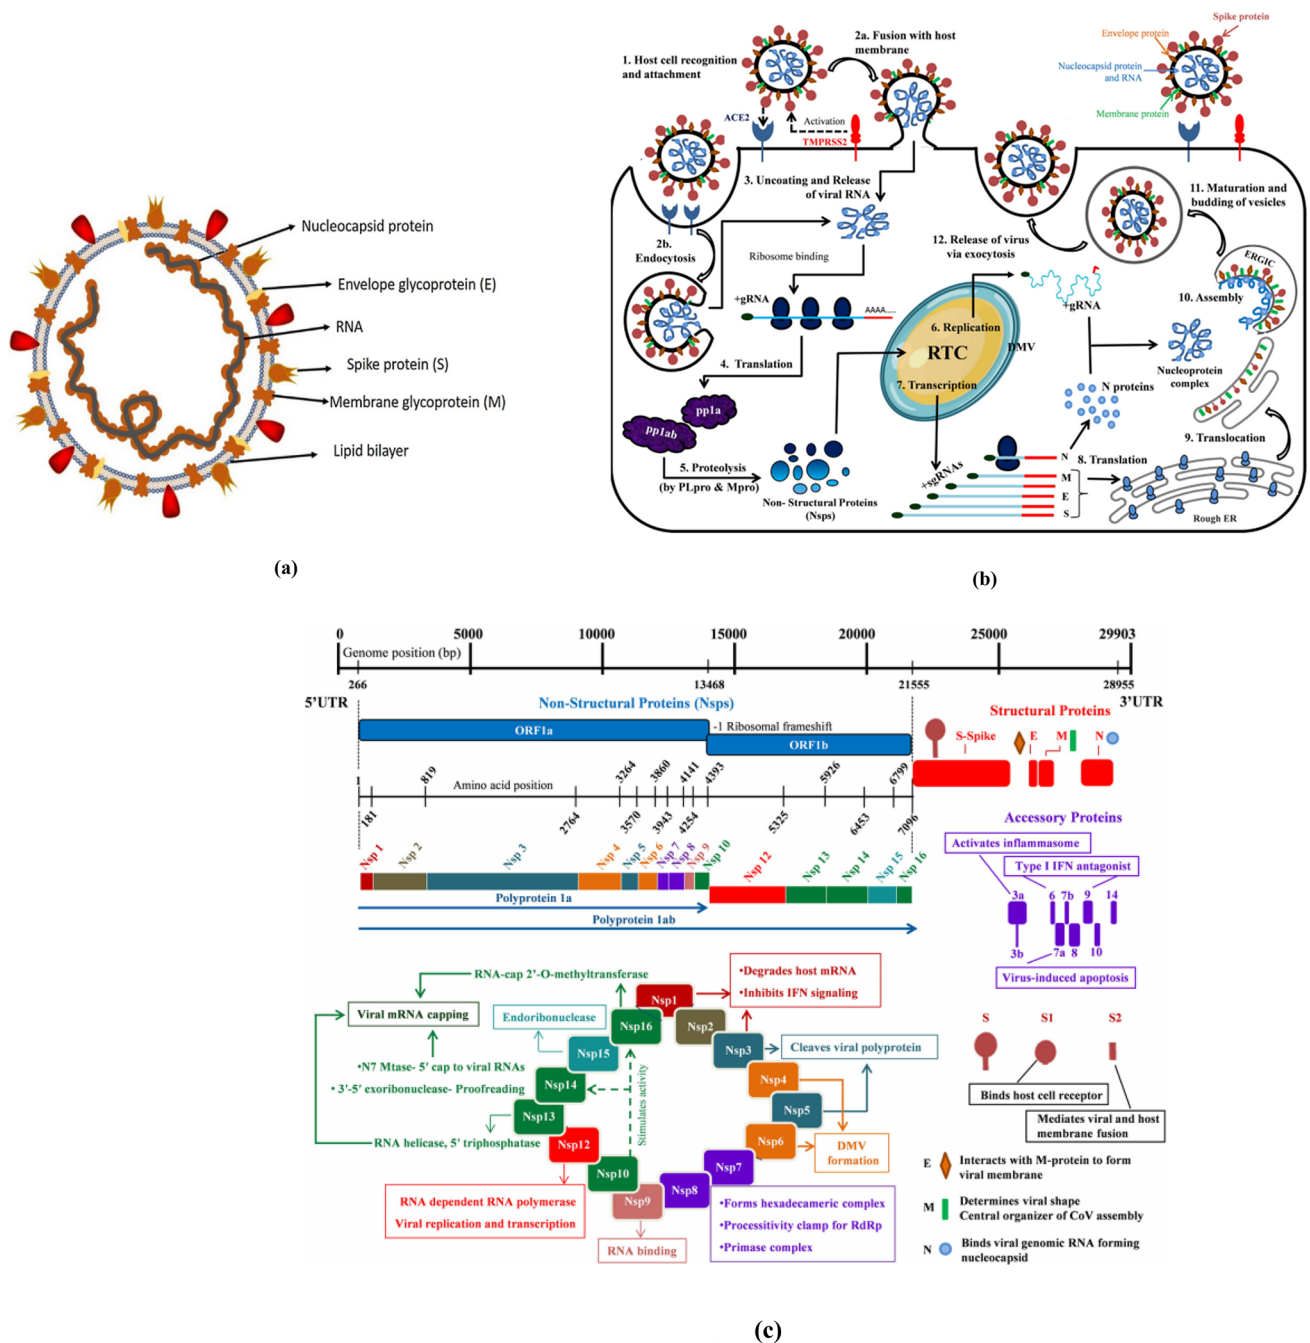 Nucleocapsid protein
Envelope glycoprotein (E)
RNA
Spike protein (S)
Membrane glycoprotein (M)
Lipid bilayer
(a)
1. Host cell recognition
and attachment
2a. Fusion with host
membrane
Spike protein
Envelope protein
Nucleocapsid protein
and RNA
Membrane protein
ACE2
Activation
TMPRSS2
3. Uncoating and Release
of viral RNA
2b.
Endocytosis
Ribosome binding
+gRNA
AAAA.....
4. Translation
pp1a
pp1ab
5. Proteolysis
(by PLpro & Mpro)
Non- Structural Proteins
(Nsps)
6. Replication
RTC
DMV
7. Transcription
+sgRNAs
N
M
E
S
8. Translation
Rough ER
9. Translocation
N proteins
Nucleoprotein
complex
+gRNA
10. Assembly
ERGIC
11. Maturation and
budding of vesicles
12. Release of virus
via exocytosis
(b)
0 5000 10000 15000 20000 25000 29903
Genome position (bp)
266 13468 21555 28955
5'UTR 3'UTR
Non-Structural Proteins (Nsps)
ORF1a
-1 Ribosomal frameshift
ORF1b
Structural Proteins
S-Spike E M N
1 819 3264 3860 4141 4393 5926 6799
Amino acid position
181 2764 3570 3943 4254 5325 6453 7096
Nsp 1 Nsp 2 Nsp 3 Nsp 4 Nsp 5 Nsp 6 Nsp 7 Nsp 8 Nsp 9 Nsp 10 Nsp 12 Nsp 13 Nsp 14 Nsp 15 Nsp 16
Polyprotein 1a
Polyprotein 1ab
Accessory Proteins
Activates inflammasome
Type I IFN antagonist
3a 6 7b 9 14
3b 7a 8 10
Virus-induced apoptosis
RNA-cap 2'-O-methyltransferase
Viral mRNA capping
Endoribonuclease
•N7 Mtase- 5' cap to viral RNAs
• 3'-5' exoribonuclease- Proofreading
RNA helicase, 5' triphosphatase
RNA dependent RNA polymerase
Viral replication and transcription
RNA binding
Stimulates activity
Nsp1
Nsp2
Nsp3
Nsp4
Nsp5
Nsp6
Nsp7
Nsp8
Nsp9
Nsp10
Nsp12
Nsp13
Nsp14
Nsp15
Nsp16
•Degrades host mRNA
•Inhibits IFN signaling
Cleaves viral polyprotein
DMV
formation
•Forms hexadecameric complex
•Processitivity clamp for RdRp
•Primase complex
S S1 S2
Binds host cell receptor
Mediates viral and host
membrane fusion
E Interacts with M-protein to form
viral membrane
M Determines viral shape
Central organizer of CoV assembly
N Binds viral genomic RNA forming
nucleocapsid
(c)